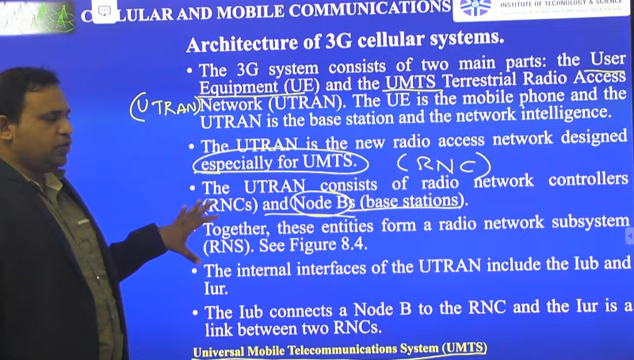 CELLULAR AND MOBILE COMMUNICATIONS
INSTITUTE OF TECHNOLOGY & SCIENCE
Architecture of 3G cellular systems.
• The 3G system consists of two main parts: the User
Equipment (UE) and the UMTS Terrestrial Radio Access
(UTRAN) Network (UTRAN). The UE is the mobile phone and the
UTRAN is the base station and the network intelligence.
• The UTRAN is the new radio access network designed
especially for UMTS. (RNC)
• The UTRAN consists of radio network controllers
(RNCs) and Node Bs (base stations).
Together, these entities form a radio network subsystem
(RNS). See Figure 8.4.
• The internal interfaces of the UTRAN include the Iub and
Iur.
• The Iub connects a Node B to the RNC and the Iur is a
link between two RNCs.
Universal Mobile Telecommunications System (UMTS)